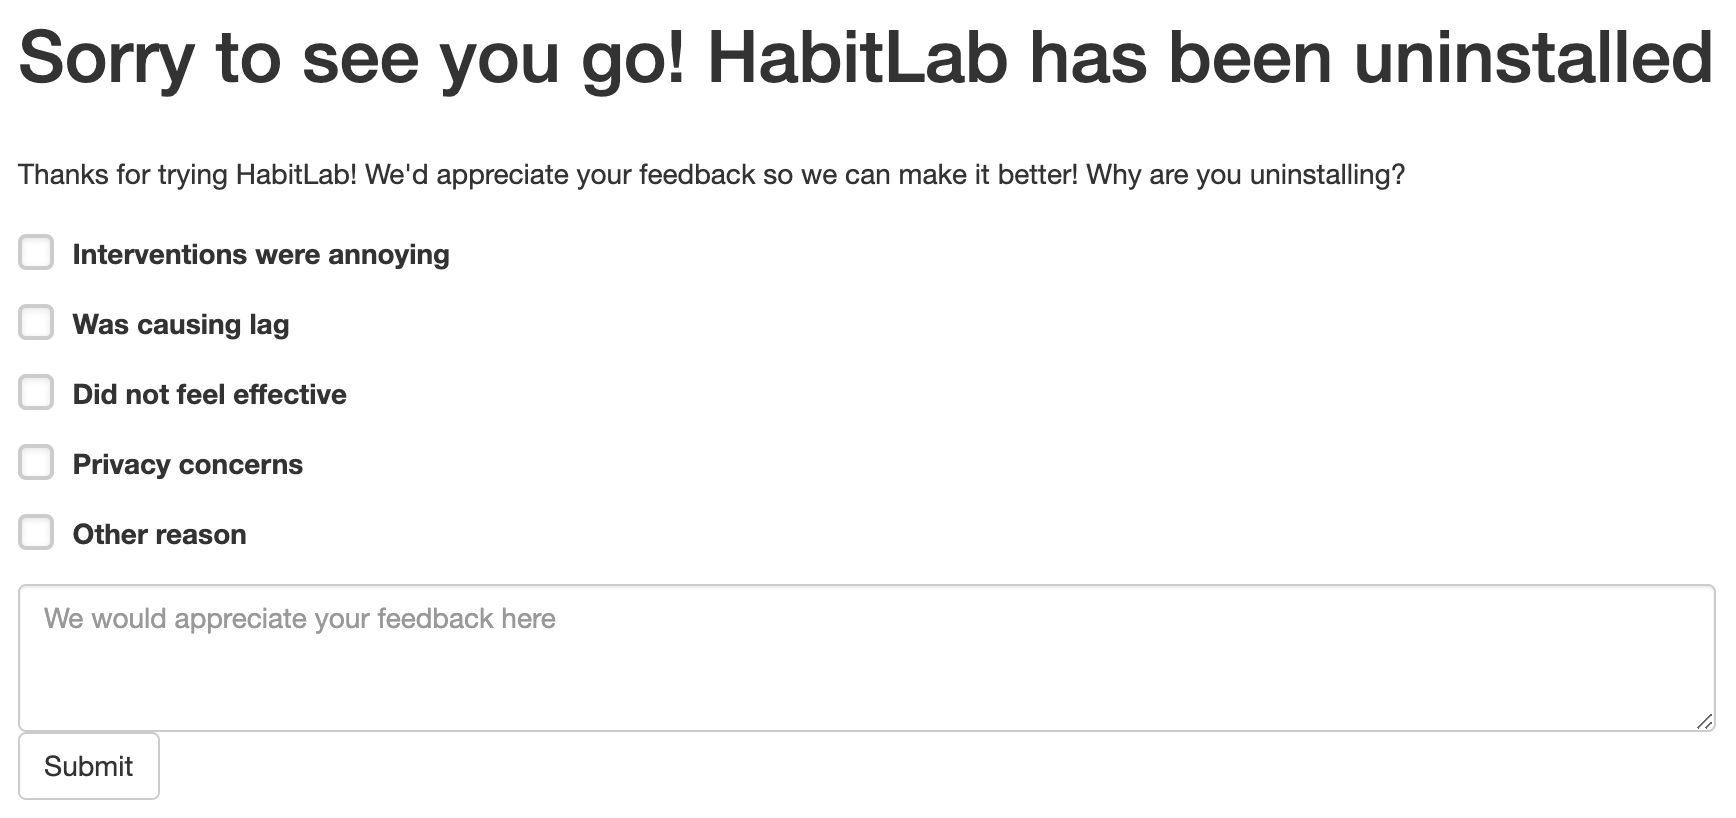 Sorry to see you go! HabitLab has been uninstalled
Thanks for trying HabitLab! We'd appreciate your feedback so we can make it better! Why are you uninstalling?
Interventions were annoying
Was causing lag
Did not feel effective
Privacy concerns
Other reason
We would appreciate your feedback here
Submit